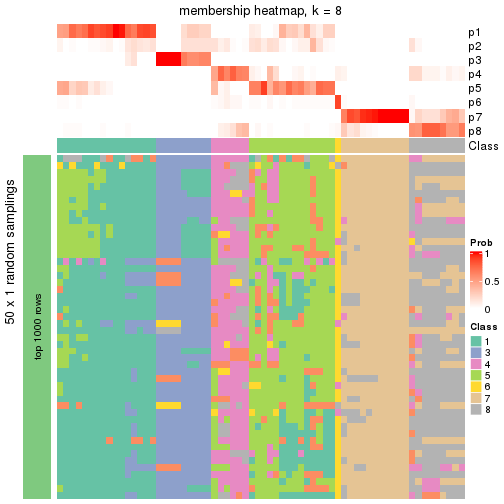 membership heatmap, k = 8
p1
p2
p3
p4
p5
p6
p7
p8
Class
50 x 1 random samplings
top 1000 rows
Prob
1
0.5
0
Class
1
3
4
5
6
7
8